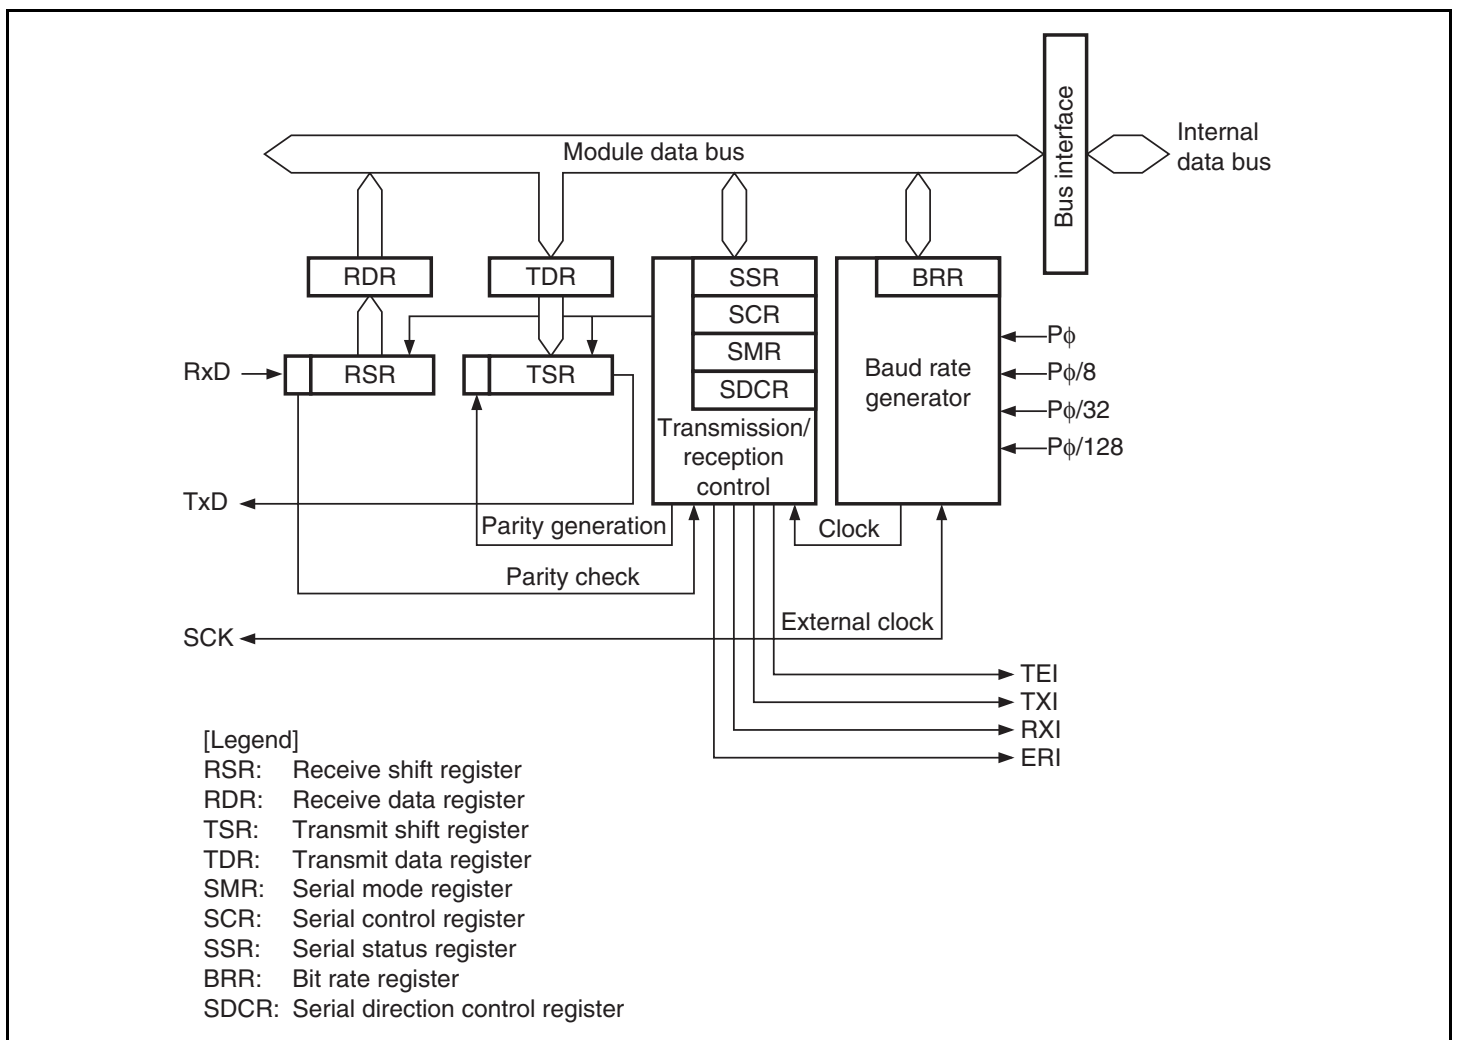 Module data bus
Bus interface
Internal
data bus
RDR
TDR
SSR
BRR
SCR
SMR
SDCR
Transmission/
reception
control
Baud rate
generator
Pϕ
Pϕ/8
Pϕ/32
Pϕ/128
RxD
RSR
TSR
TxD
Parity generation
Clock
Parity check
External clock
SCK
TEI
TXI
RXI
ERI
[Legend]
RSR: Receive shift register
RDR: Receive data register
TSR: Transmit shift register
TDR: Transmit data register
SMR: Serial mode register
SCR: Serial control register
SSR: Serial status register
BRR: Bit rate register
SDCR: Serial direction control register